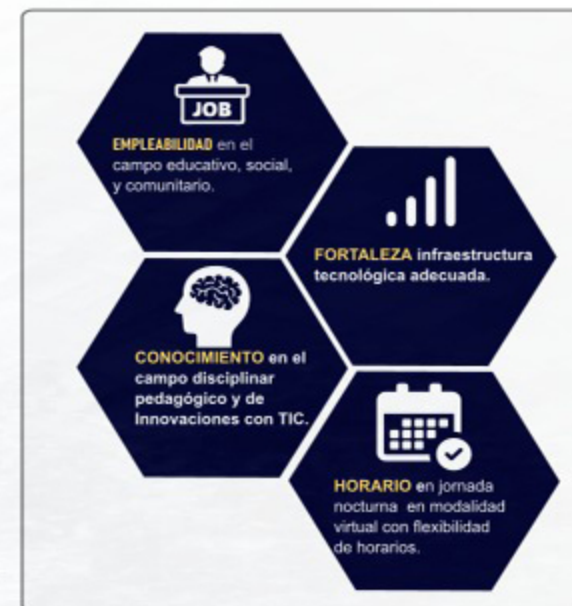 JOB
EMPLEABILIDAD en el
campo educativo, social,
y comunitario.
FORTALEZA infraestructura
tecnológica adecuada.
CONOCIMIENTO en el
campo disciplinar
pedagógico y de
Innovaciones con TIC.
HORARIO en jornada
nocturna en modalidad
virtual con flexibilidad
de horarios.